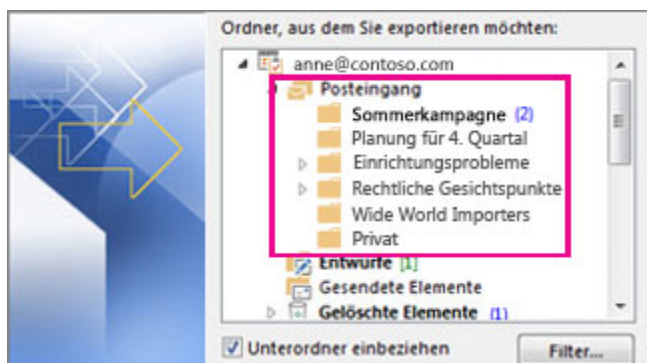 Ordner, aus dem Sie exportieren möchten:
anne@contoso.com
Posteingang
Sommerkampagne (2)
Planung für 4. Quartal
Einrichtungsprobleme
Rechtliche Gesichtspunkte
Wide World Importers
Privat
Entwürfe [1]
Gesendete Elemente
Gelöschte Elemente (1)
Unterordner einbeziehen
Filter...